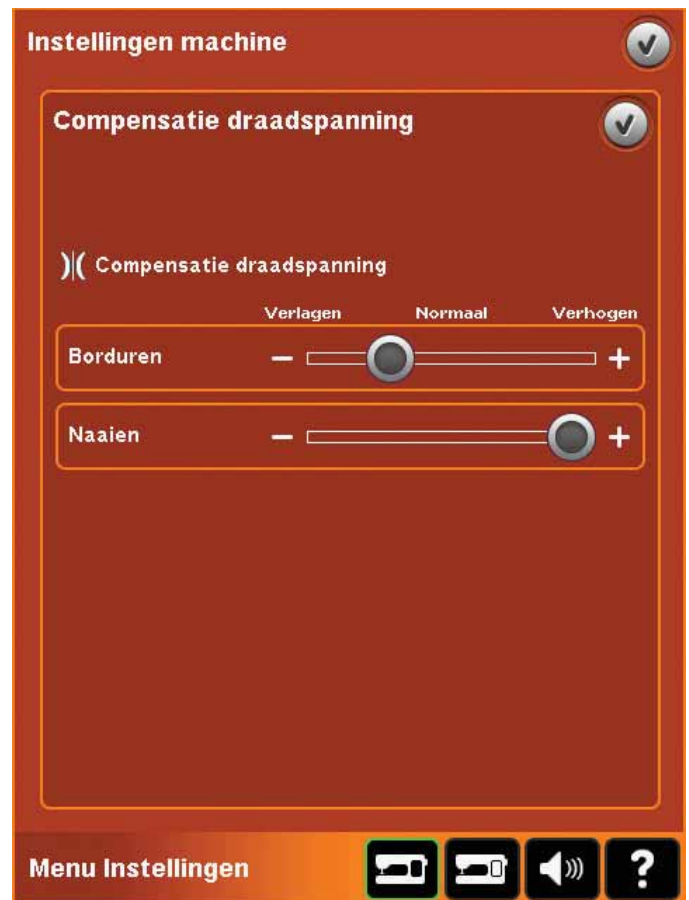 Instellingen machine
Compensatie draadspanning
Compensatie draadspanning
Verlagen Normaal Verhogen
Borduren − +
Naaien − +
Menu Instellingen ?